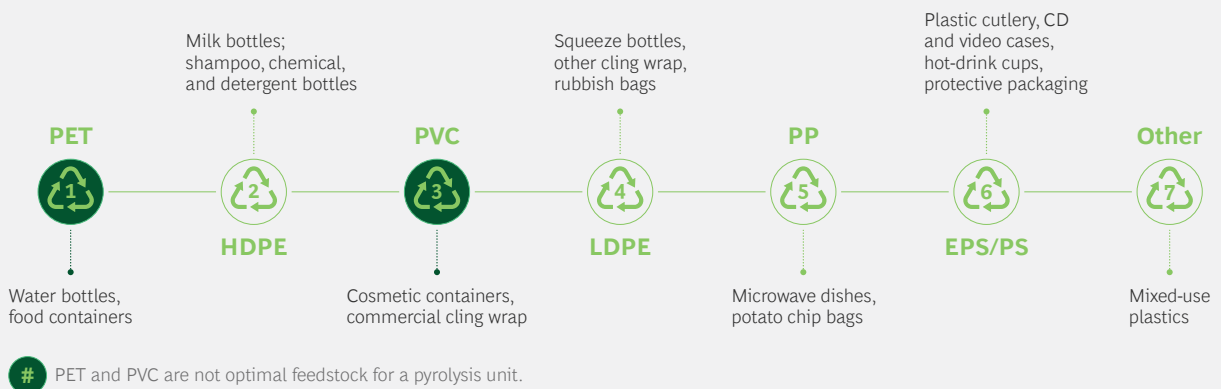 PET
1
Water bottles,
food containers
Milk bottles;
shampoo, chemical,
and detergent bottles
2
HDPE
PVC
3
Cosmetic containers,
commercial cling wrap
Squeeze bottles,
other cling wrap,
rubbish bags
4
LDPE
PP
5
Microwave dishes,
potato chip bags
Plastic cutlery, CD
and video cases,
hot-drink cups,
protective packaging
6
EPS/PS
Other
7
Mixed-use
plastics
# PET and PVC are not optimal feedstock for a pyrolysis unit.